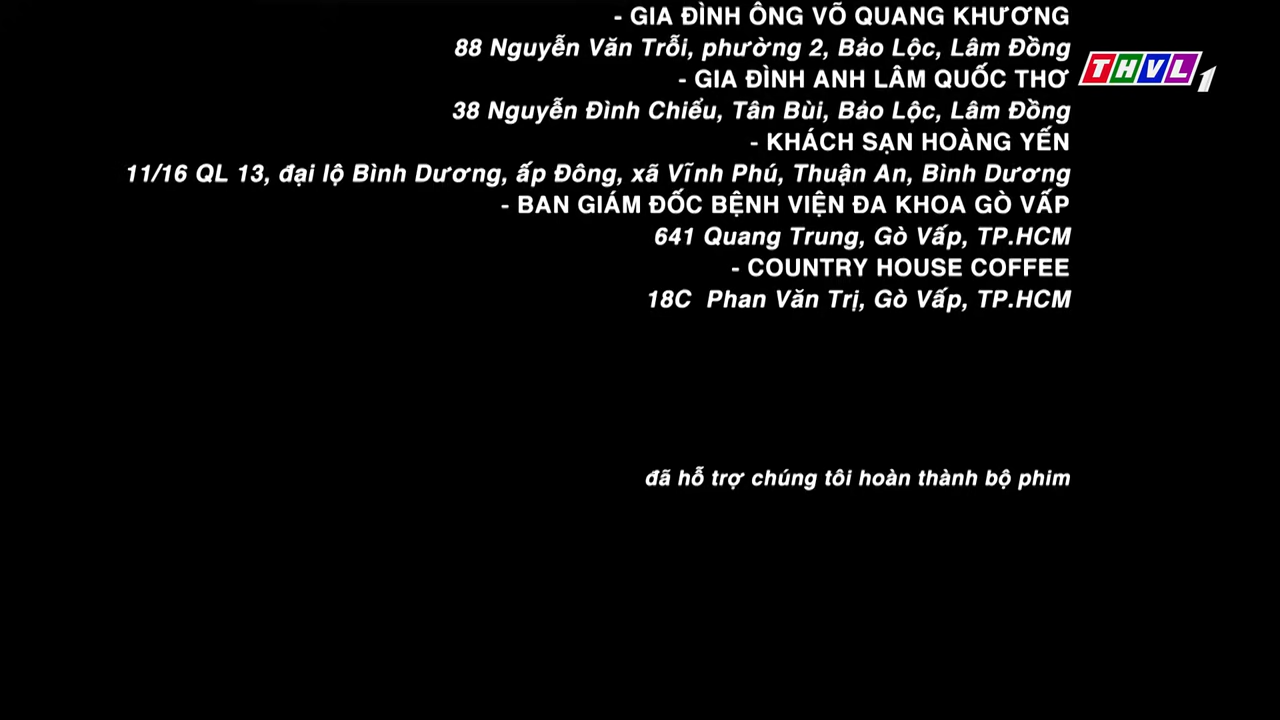 - GIA ĐÌNH ÔNG VÕ QUANG KHƯƠNG
88 Nguyễn Văn Trỗi, phường 2, Bảo Lộc, Lâm Đồng
- GIA ĐÌNH ANH LÂM QUỐC THƠ
THVL1
38 Nguyễn Đình Chiểu, Tân Bùi, Bảo Lộc, Lâm Đồng
- KHÁCH SẠN HOÀNG YẾN
11/16 QL 13, đại lộ Bình Dương, ấp Đông, xã Vĩnh Phú, Thuận An, Bình Dương
- BAN GIÁM ĐỐC BỆNH VIỆN ĐA KHOA GÒ VẤP
641 Quang Trung, Gò Vấp, TP.HCM
- COUNTRY HOUSE COFFEE
18C  Phan Văn Trị, Gò Vấp, TP.HCM
đã hỗ trợ chúng tôi hoàn thành bộ phim